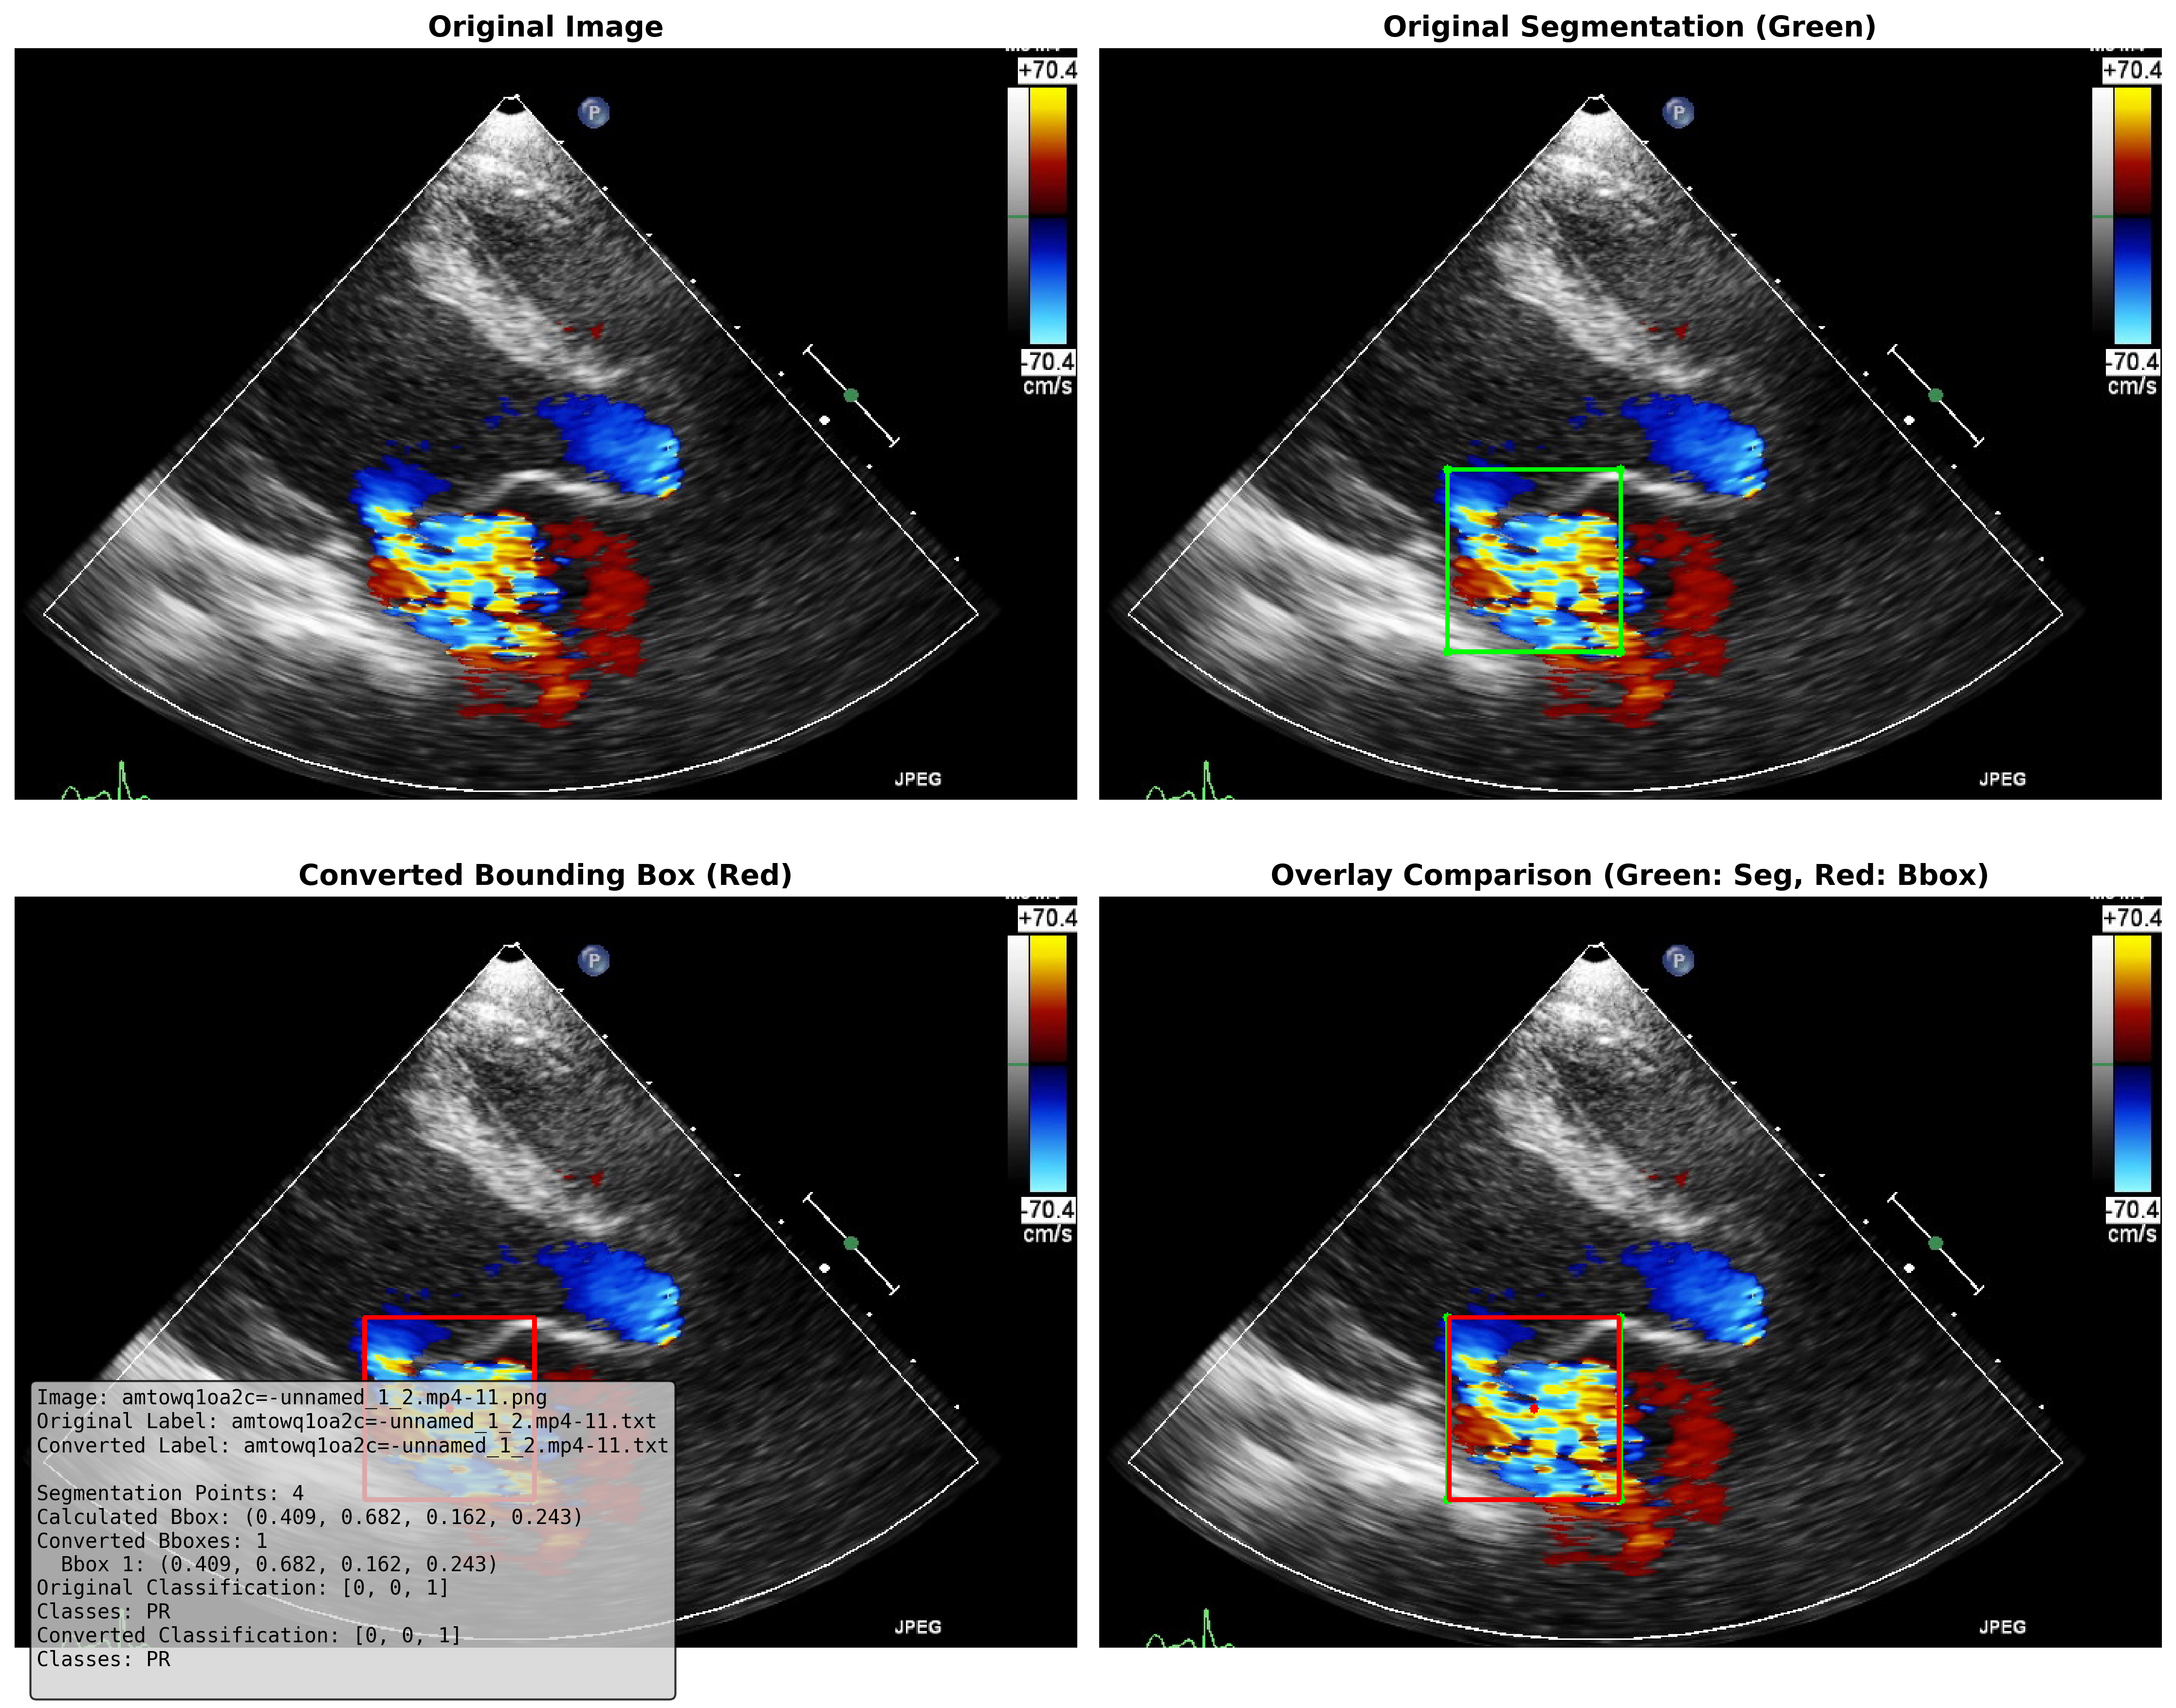 Original Image
+70.4
P
-70.4
cm/s
JPEG
Original Segmentation (Green)
+70.4
P
-70.4
cm/s
JPEG
Converted Bounding Box (Red)
+70.4
P
-70.4
cm/s
JPEG
Image: amtowq1oa2c=-unnamed_1_2.mp4-11.png
Original Label: amtowq1oa2c=-unnamed_1_2.mp4-11.txt
Converted Label: amtowq1oa2c=-unnamed_1_2.mp4-11.txt
Segmentation Points: 4
Calculated Bbox: (0.409, 0.682, 0.162, 0.243)
Converted Bboxes: 1
Bbox 1: (0.409, 0.682, 0.162, 0.243)
Original Classification: [0, 0, 1]
Classes: PR
Converted Classification: [0, 0, 1]
Classes: PR
Overlay Comparison (Green: Seg, Red: Bbox)
+70.4
P
-70.4
cm/s
JPEG